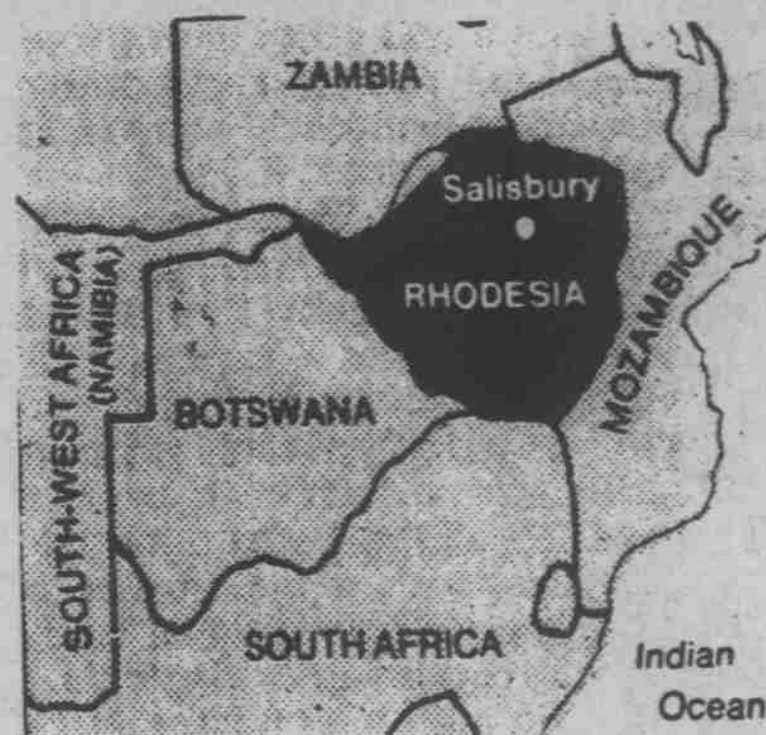 ZAMBIA
Salisbury
RHODESIA
MOZAMBIQUE
SOUTH-WEST AFRICA
(NAMIBIA)
BOTSWANA
SOUTH AFRICA
Indian
Ocean